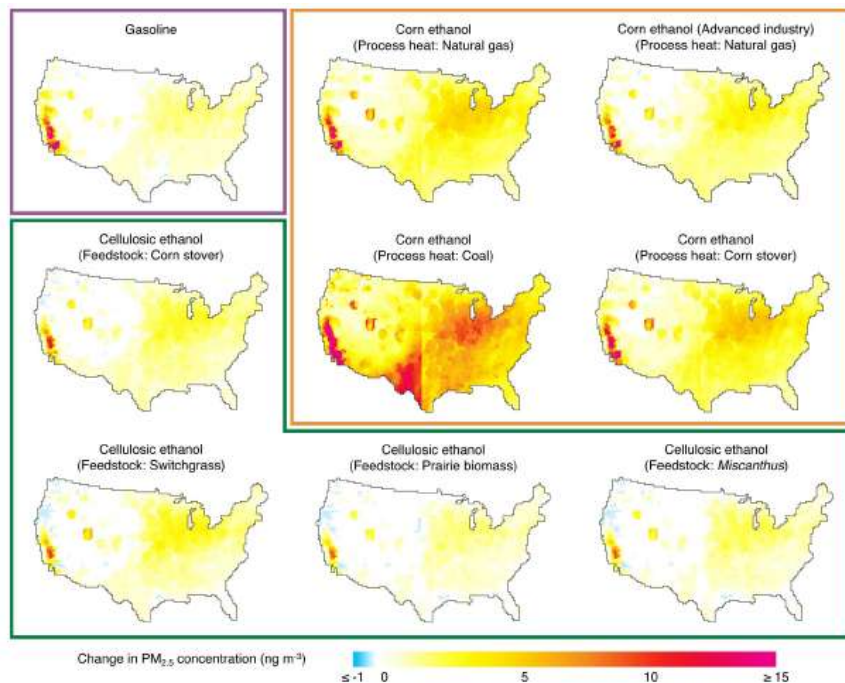 Gasoline
Corn ethanol
(Process heat: Natural gas)
Corn ethanol (Advanced industry)
(Process heat: Natural gas)
Cellulosic ethanol
(Feedstock: Corn stover)
Corn ethanol
(Process heat: Coal)
Corn ethanol
(Process heat: Corn stover)
Cellulosic ethanol
(Feedstock: Switchgrass)
Cellulosic ethanol
(Feedstock: Prairie biomass)
Cellulosic ethanol
(Feedstock: Miscanthus)
Change in PM2.5 concentration (ng m-3)
≤ -1 0 5 10 ≥ 15